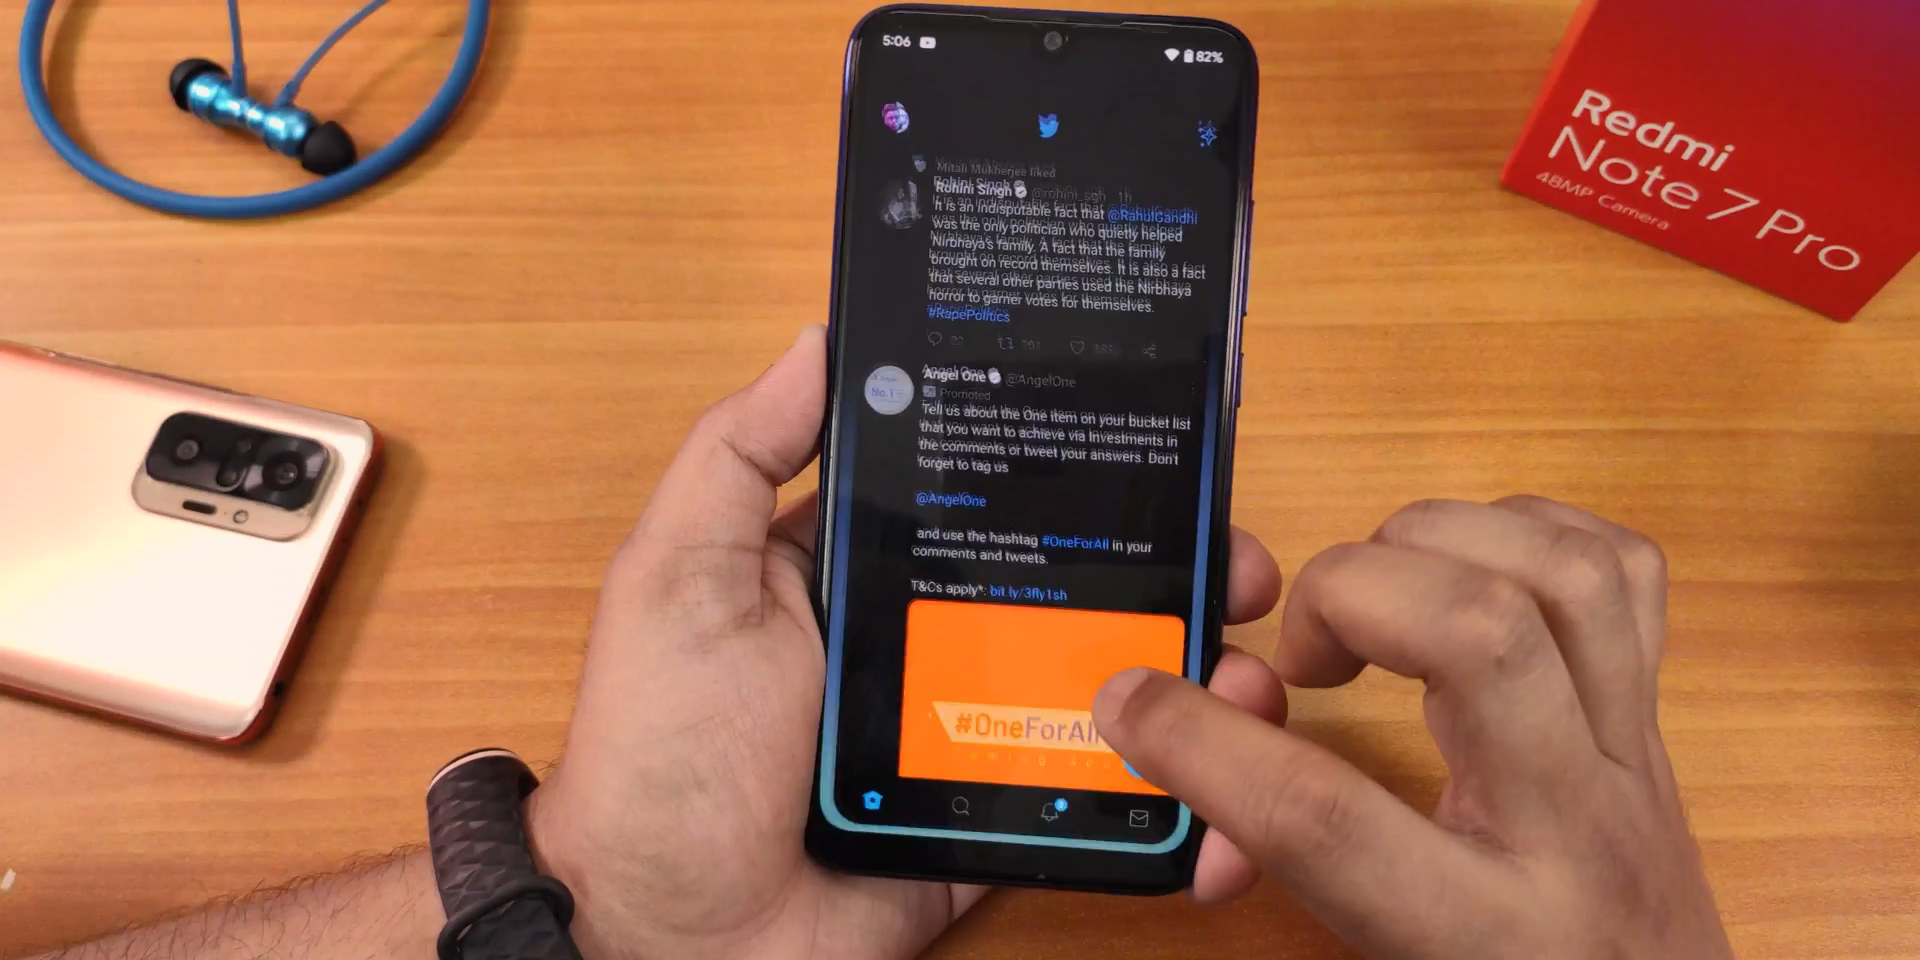 5:06
82%
Mitali Mukherjee liked
Rohini Singh @rohini_sgh 1h
It is an indisputable fact that @RahulGandhi
was the only politician who quietly helped
Nirbhaya's family. A fact that the family
brought on record themselves. It is also a fact
that several other parties used the Nirbhaya
horror to garner votes for themselves.
#RapePolitics
Angel One @AngelOne
Promoted
No. 1
Tell us about the One item on your bucket list
that you want to achieve via Investments in
the comments or tweet your answers. Don't
forget to tag us
@AngelOne
and use the hashtag #OneForAll in your
comments and tweets.
T&Cs apply*: bit.ly/3fly1sh
#OneForAll
Redmi
Note 7 Pro
48MP Camera